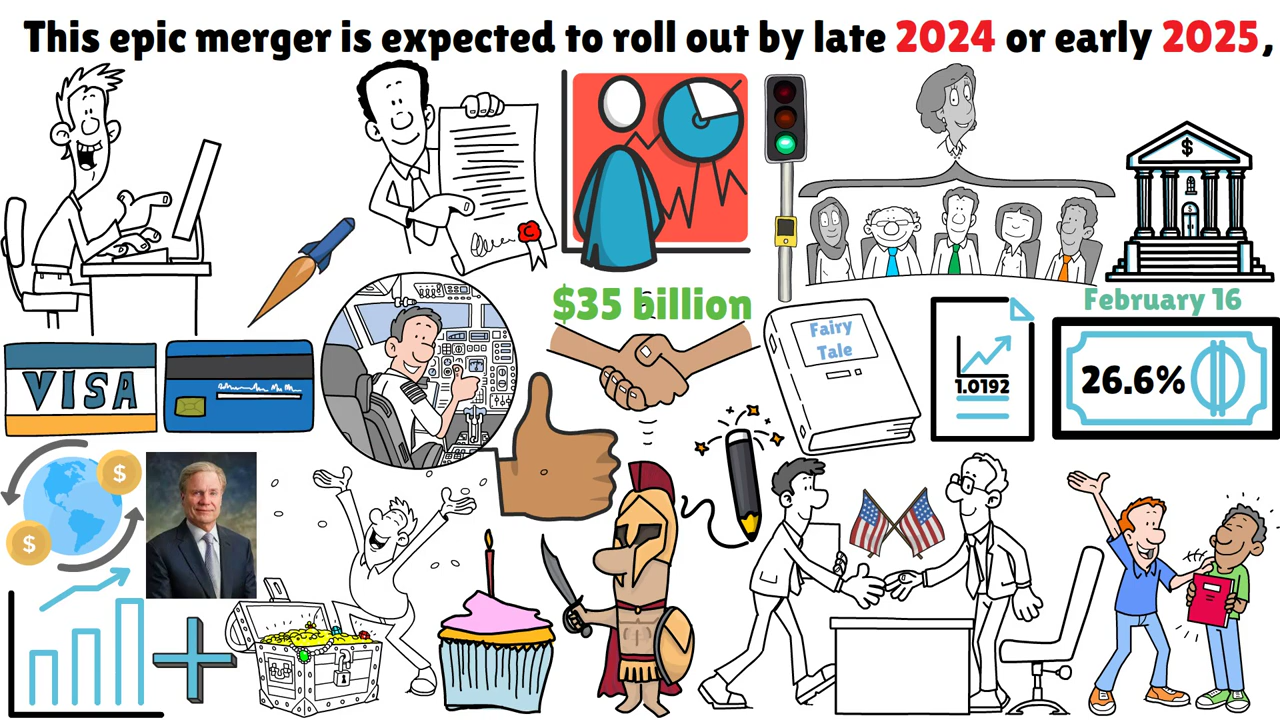 This epic merger is expected to roll out by late 2024 or early 2025,
$
$35 billion
February 16
Fairy
Tale
1.0192
26.6%
VISA
$
$